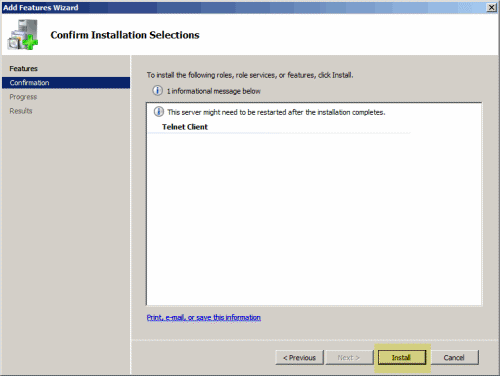 Add Features Wizard
Confirm Installation Selections
Features
Confirmation
Progress
Results
To install the following roles, role services, or features, click Install.
1 informational message below
This server might need to be restarted after the installation completes.
Telnet Client
Print, e-mail, or save this information
< Previous
Next >
Install
Cancel